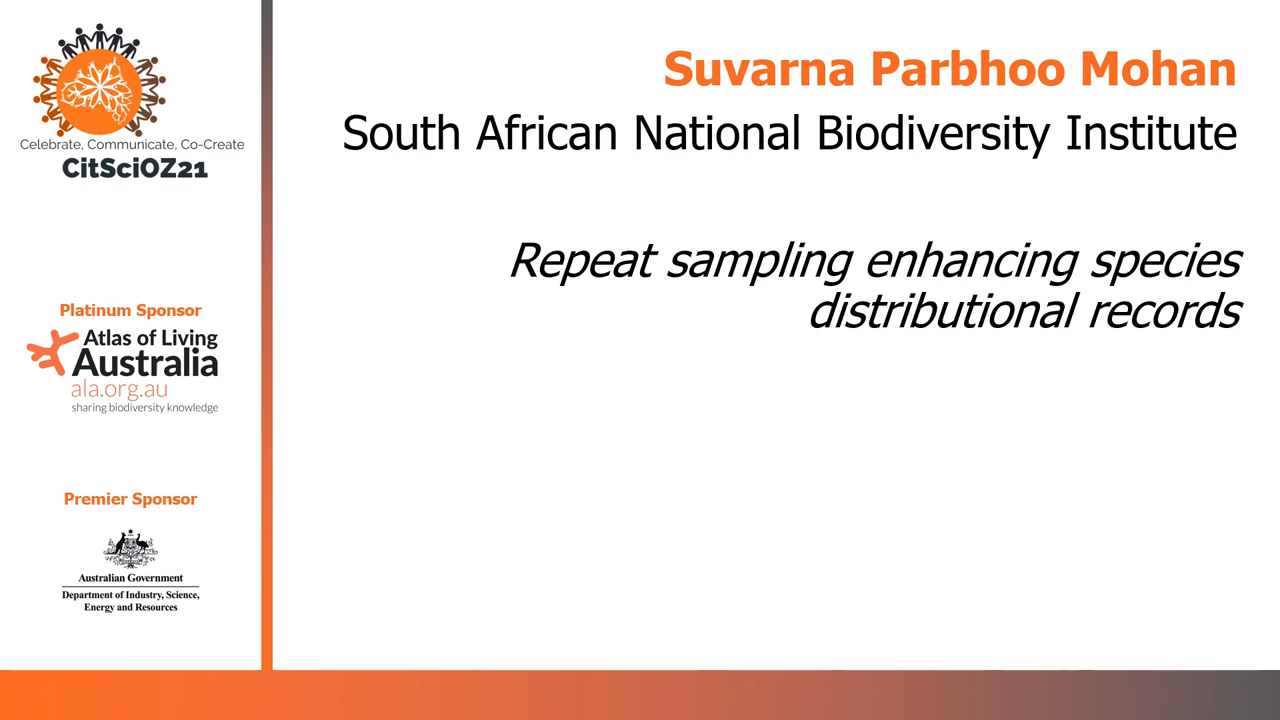 Celebrate, Communicate, Co-Create
CitSciOZ21
Platinum Sponsor
Atlas of Living
Australia
ala.org.au
sharing biodiversity knowledge
Premier Sponsor
Australian Government
Department of Industry, Science,
Energy and Resources
Suvarna Parbhoo Mohan
South African National Biodiversity Institute
Repeat sampling enhancing species
distributional records